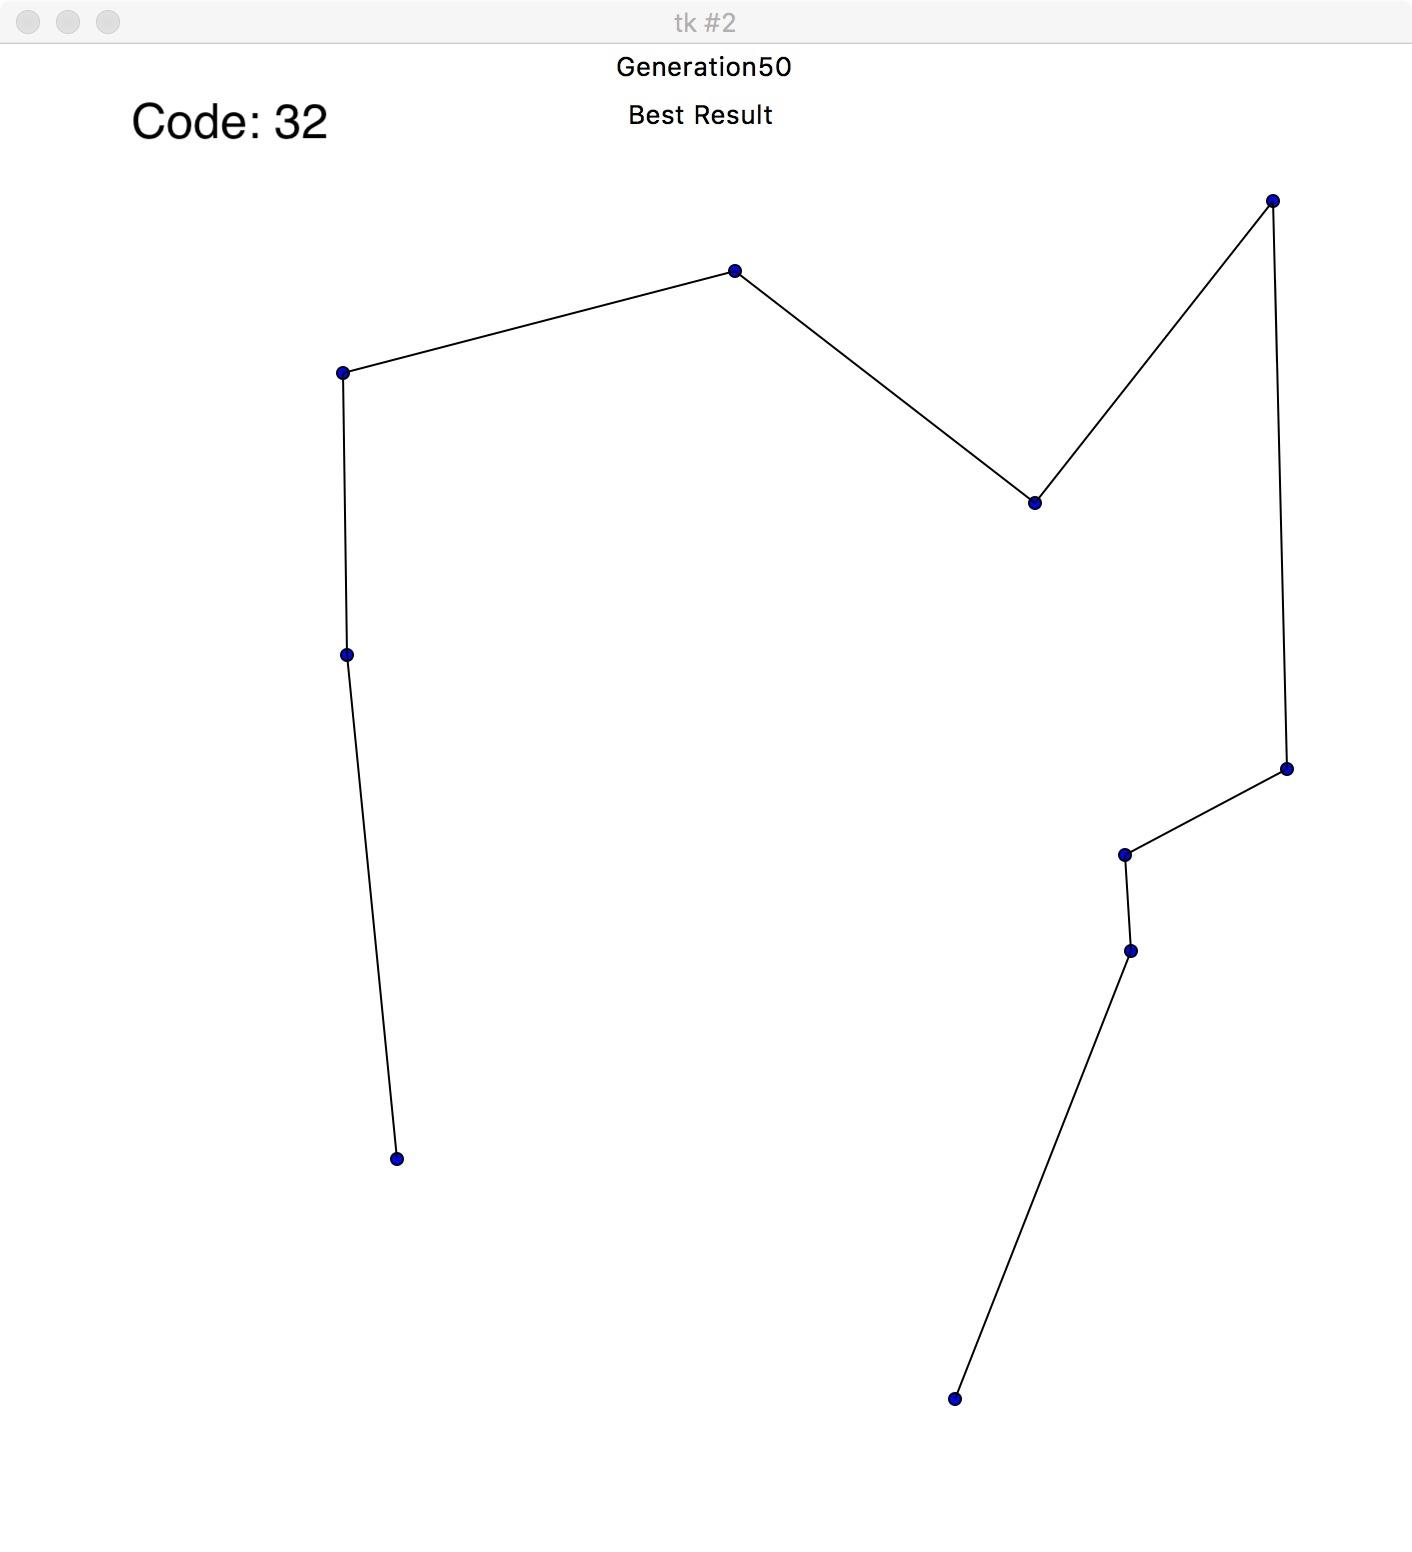 tk #2
Generation50
Best Result
Code: 32